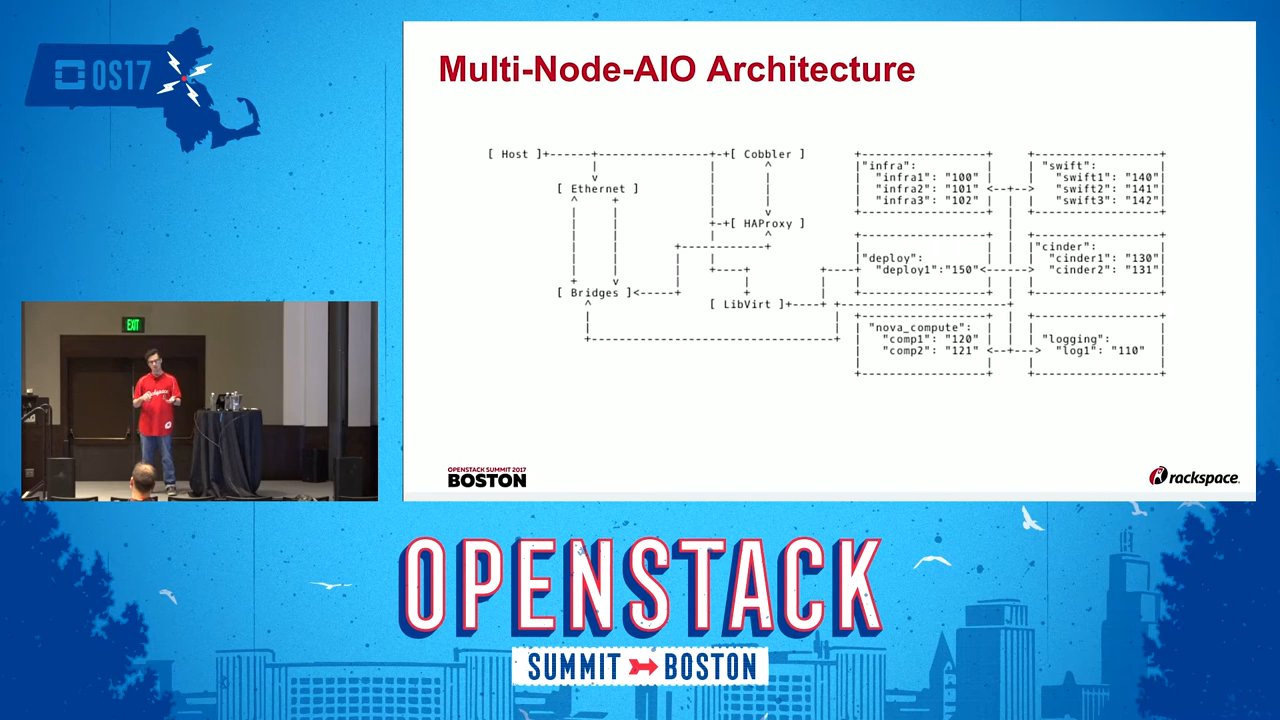 OS17
Multi-Node-AIO Architecture
[ Host ]
[ Cobbler ]
[ Ethernet ]
[ HAProxy ]
[ Bridges ]
[ LibVirt ]
"infra":
"infra1": "100"
"infra2": "101"
"infra3": "102"
"swift":
"swift1": "140"
"swift2": "141"
"swift3": "142"
"deploy":
"deploy1":"150"
"cinder":
"cinder1": "130"
"cinder2": "131"
"nova_compute":
"comp1": "120"
"comp2": "121"
"logging":
"log1": "110"
EXIT
OPENSTACK SUMMIT 2017
BOSTON
rackspace
OPENSTACK
SUMMIT BOSTON